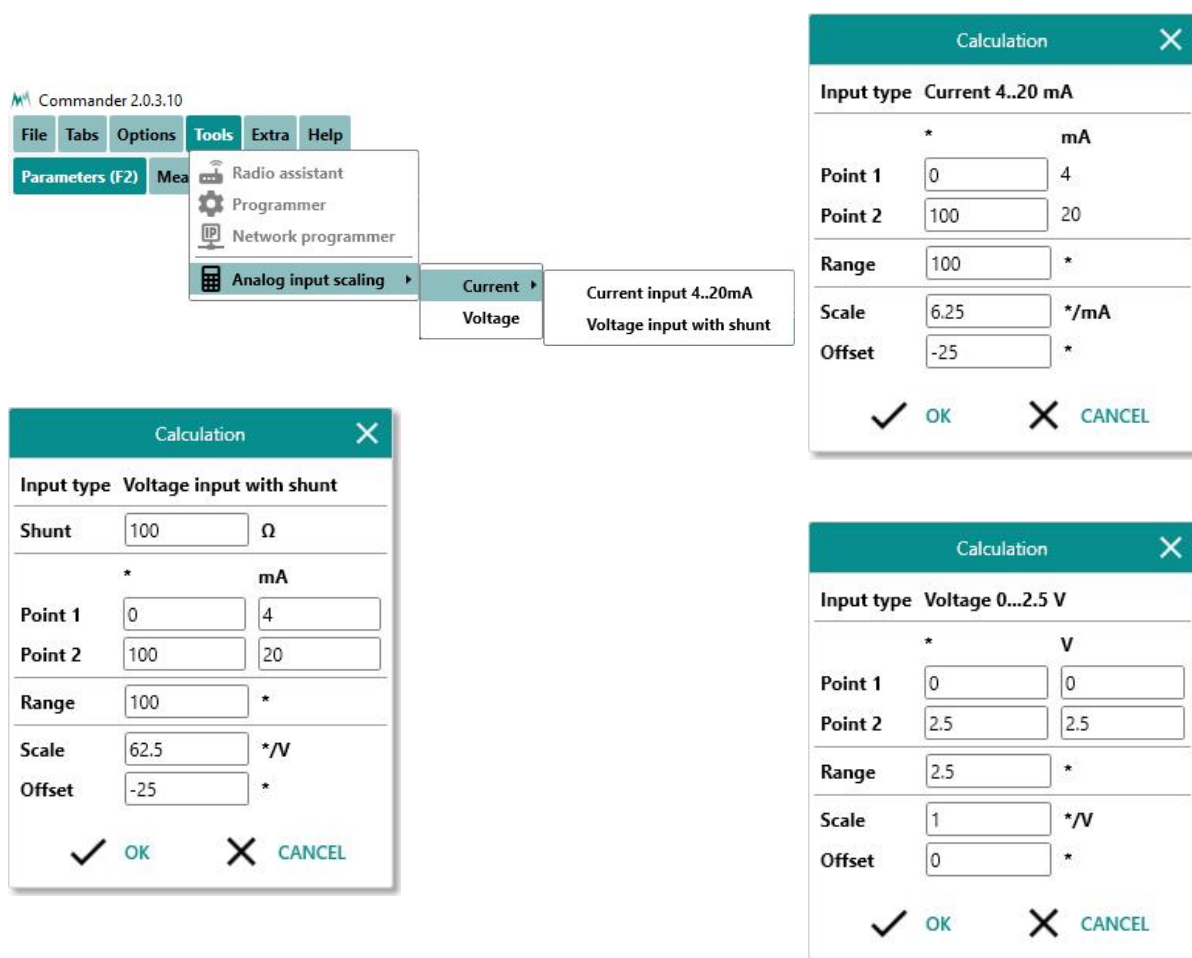 Commander 2.0.3.10
File Tabs Options Tools Extra Help
Parameters (F2) Mea
Radio assistant
Programmer
IP Network programmer
Analog input scaling
Current
Voltage
Current input 4..20mA
Voltage input with shunt
Calculation
Input type Current 4..20 mA
* mA
Point 1 0 4
Point 2 100 20
Range 100 *
Scale 6.25 */mA
Offset -25 *
OK CANCEL
Calculation
Input type Voltage input with shunt
Shunt 100 Ω
* mA
Point 1 0 4
Point 2 100 20
Range 100 *
Scale 62.5 */V
Offset -25 *
OK CANCEL
Calculation
Input type Voltage 0...2.5 V
* V
Point 1 0 0
Point 2 2.5 2.5
Range 2.5 *
Scale 1 */V
Offset 0 *
OK CANCEL